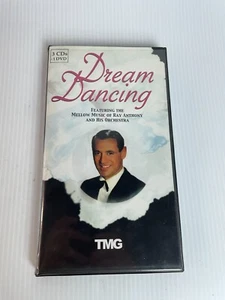 3 CDs
1 DVD
Dream
Dancing
FEATURING THE
MELLOW MUSIC OF RAY ANTHONY
AND HIS ORCHESTRA
TMG